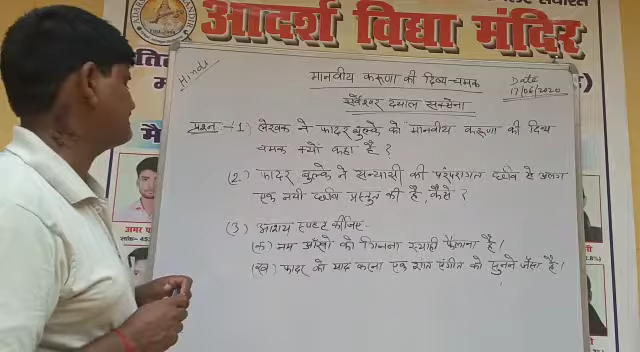 आदर्श विद्या मंदिर
Hindi
मानवीय करूणा की दिव्य-चमक
Date
17/06/2020
सर्वेश्वर दयाल सक्सेना
प्रश्न:- (1) लेखक ने फादर बुल्के को "मानवीय करूणा की दिव्य
चमक क्यों कहा है?
(2.) फादर बुल्के ने सन्यासी की परंपरागत छवि से अलग
एक नयी छवि प्रस्तुत की है, कैसे?
(3) आशय स्पष्ट कीजिए-
(क) नम आँखों को गिनना स्याही फैलाना है।
(ख) फादर को याद करना एक शांत संगीत को सुनने जैसा है।